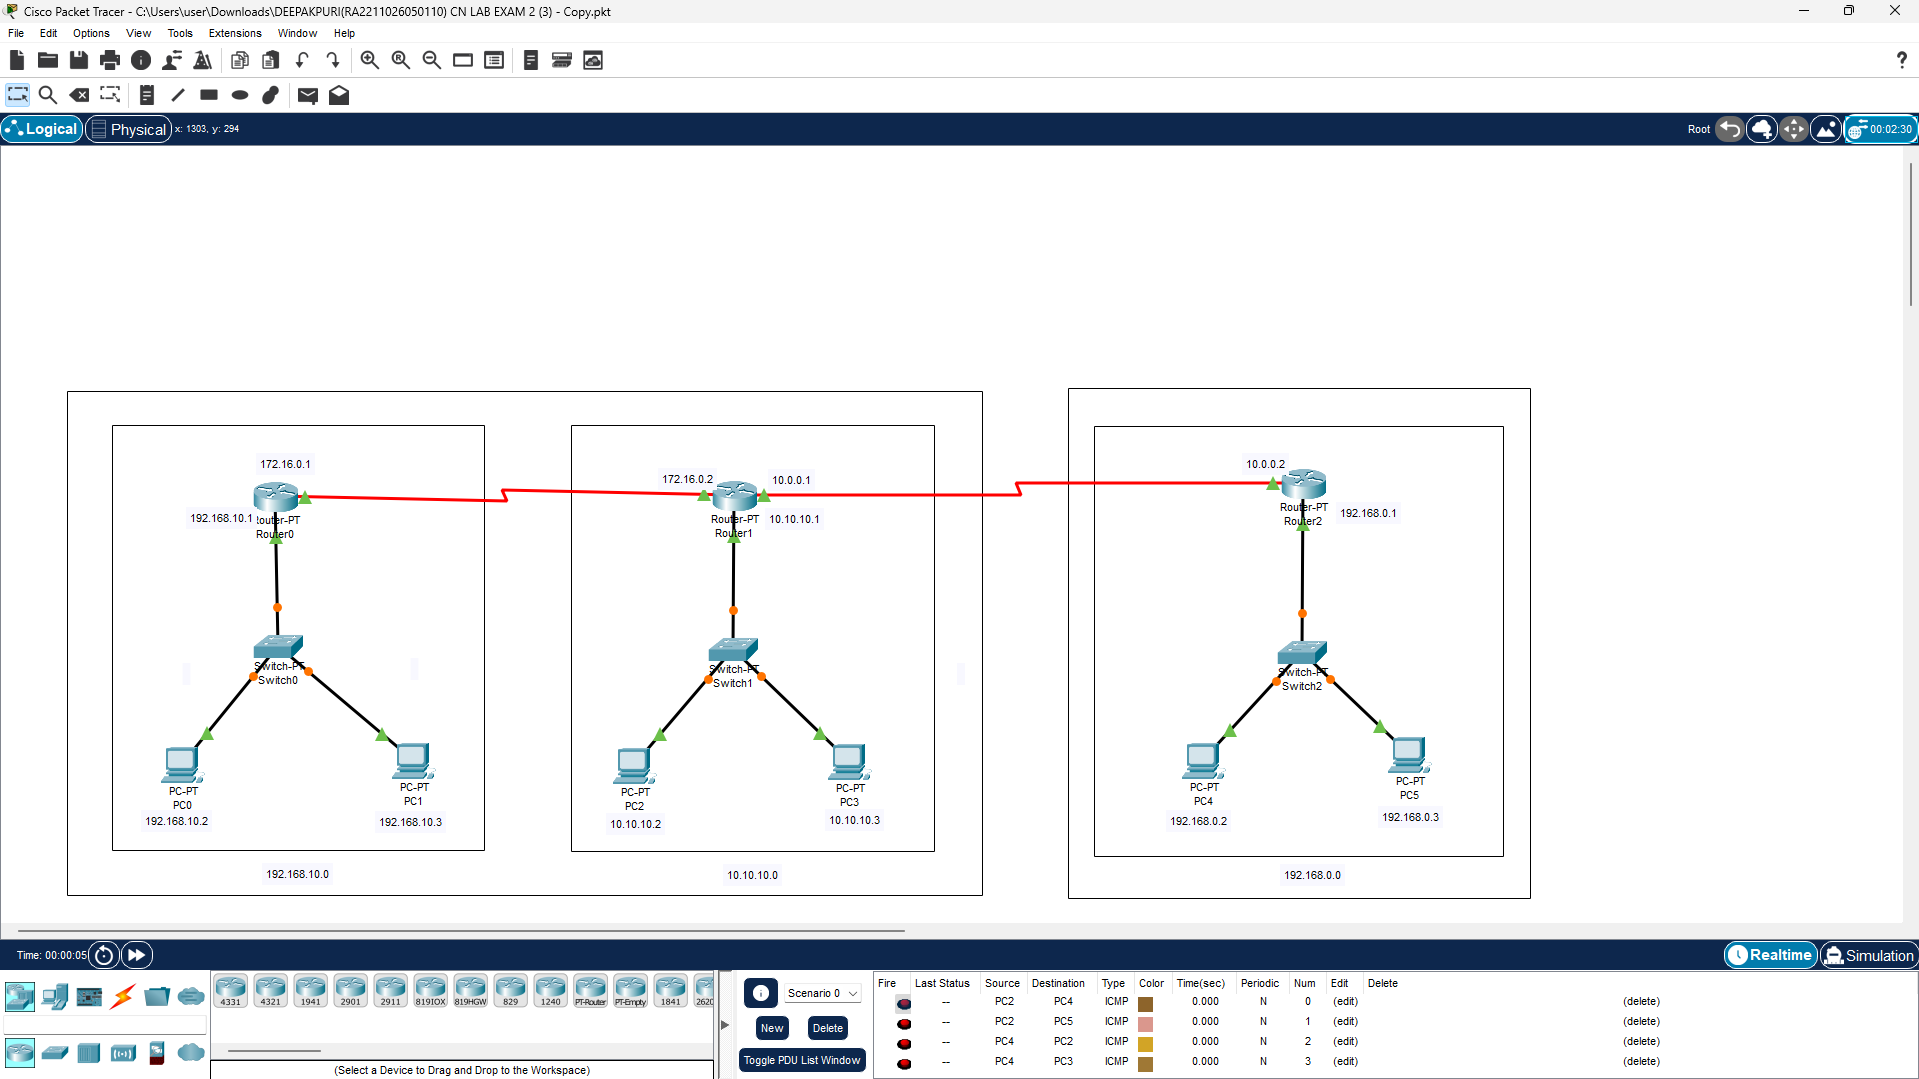 Cisco Packet Tracer - C:\Users\user\Downloads\DEEPAKPURI(RA2211026050110) CN LAB EXAM 2 (3) - Copy.pkt
File Edit Options View Tools Extensions Window Help
?
Logical Physical x: 1303, y: 294 Root 00:02:30
172.16.0.1
192.168.10.1
Router-PT
Router0
172.16.0.2
10.0.0.1
Router-PT
Router1
10.10.10.1
10.0.0.2
Router-PT
Router2
192.168.0.1
Switch-PT
Switch0
Switch-PT
Switch1
Switch-PT
Switch2
PC-PT
PC0
192.168.10.2
PC-PT
PC1
192.168.10.3
PC-PT
PC2
10.10.10.2
PC-PT
PC3
10.10.10.3
PC-PT
PC4
192.168.0.2
PC-PT
PC5
192.168.0.3
192.168.10.0
10.10.10.0
192.168.0.0
Time: 00:00:05 Realtime Simulation
4331 4321 1941 2901 2911 819IOX 819HGW 829 1240 PT-Router PT-Empty 1841 2620
(Select a Device to Drag and Drop to the Workspace)
Scenario 0
New Delete
Toggle PDU List Window
Fire Last Status Source Destination Type Color Time(sec) Periodic Num Edit Delete
-- PC2 PC4 ICMP 0.000 N 0 (edit) (delete)
-- PC2 PC5 ICMP 0.000 N 1 (edit) (delete)
-- PC4 PC2 ICMP 0.000 N 2 (edit) (delete)
-- PC4 PC3 ICMP 0.000 N 3 (edit) (delete)